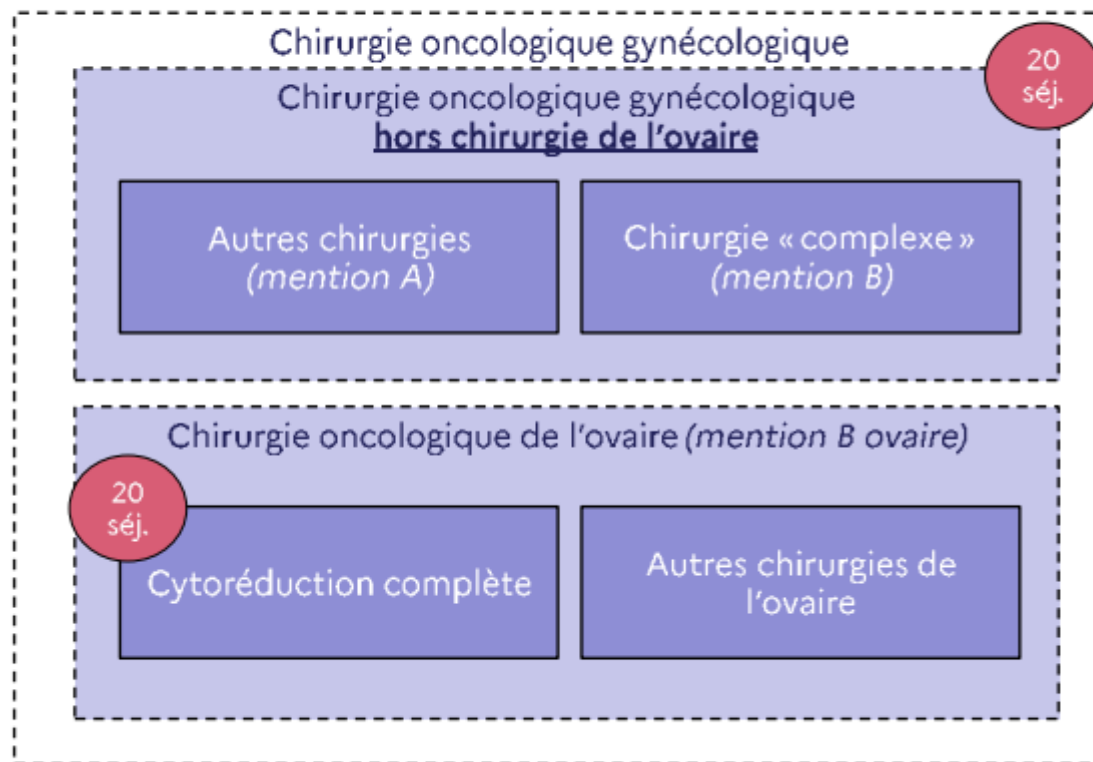 Chirurgie oncologique gynécologique
20
séj.
Chirurgie oncologique gynécologique
hors chirurgie de l'ovaire
Autres chirurgies
(mention A)
Chirurgie « complexe »
(mention B)
Chirurgie oncologique de l'ovaire (mention B ovaire)
20
séj.
Cytoréduction complète
Autres chirurgies de
l'ovaire